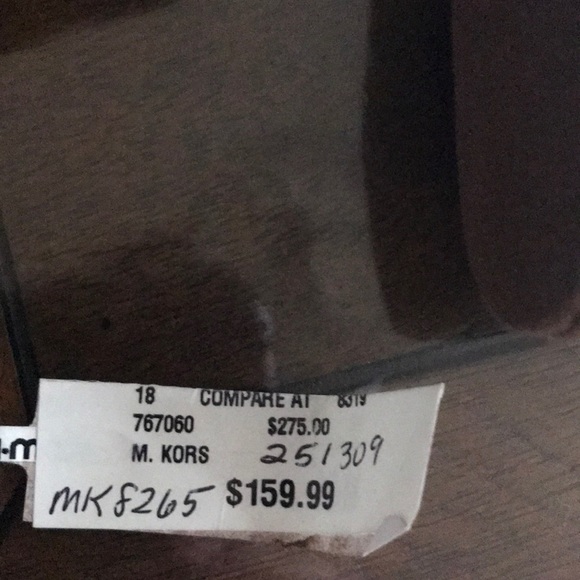 18 COMPARE AT 8319
767060 $275.00
M. KORS 251309
MK8265 $159.99